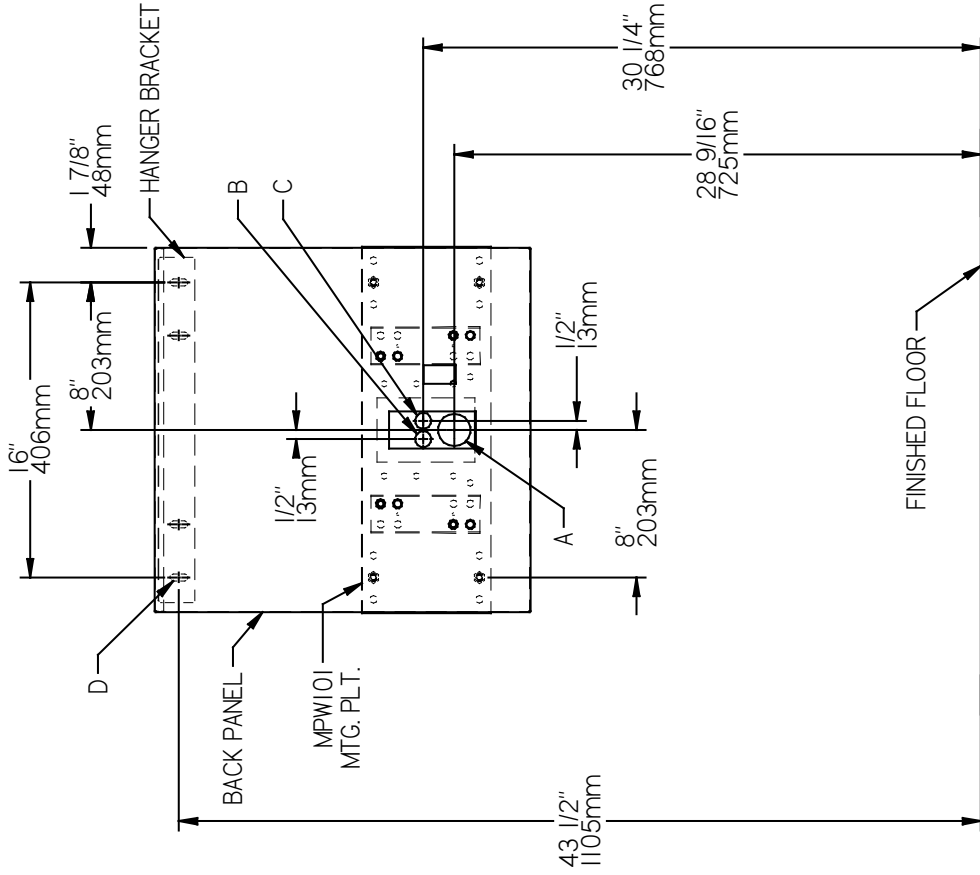 16"
406mm
8"
203mm
1 7/8"
48mm
HANGER BRACKET
B
C
1/2"
13mm
D
BACK PANEL
MPW101
MTG. PLT.
A
8"
203mm
1/2"
13mm
30 1/4"
768mm
28 9/16"
725mm
43 1/2"
1105mm
FINISHED FLOOR